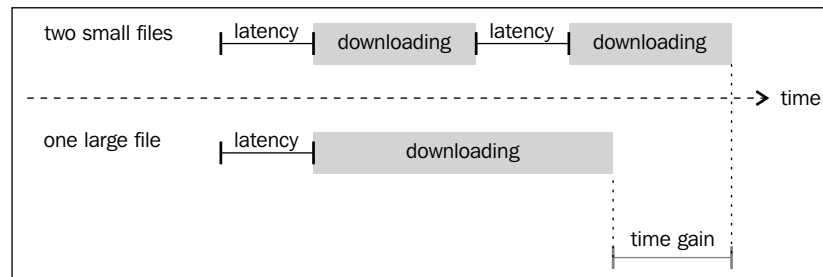 two small files latency downloading latency downloading
time
one large file latency downloading
time gain